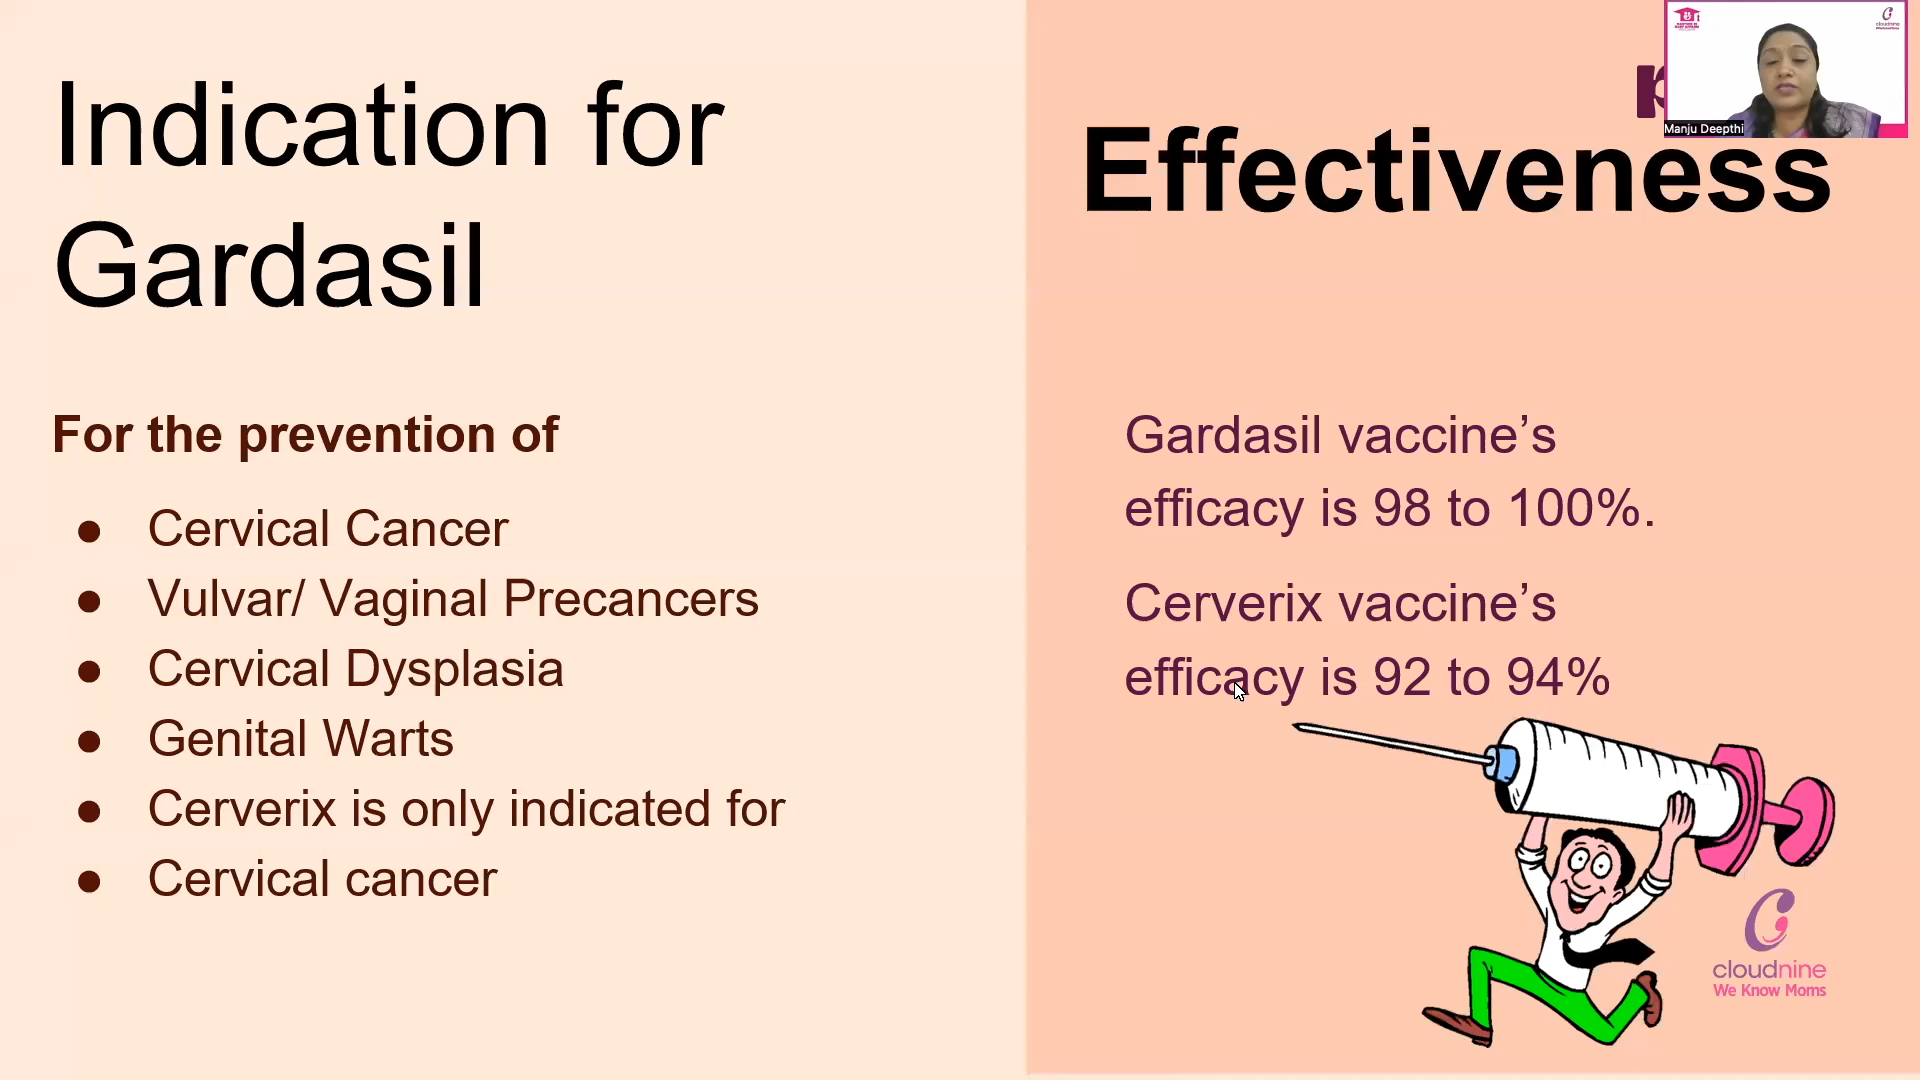 Indication for
Gardasil
For the prevention of
● Cervical Cancer
● Vulvar/ Vaginal Precancers
● Cervical Dysplasia
● Genital Warts
● Cerverix is only indicated for
● Cervical cancer
Effectiveness
Gardasil vaccine’s
efficacy is 98 to 100%.
Cerverix vaccine’s
efficacy is 92 to 94%
cloudnine
We Know Moms
cloudnine
Manju Deepthi